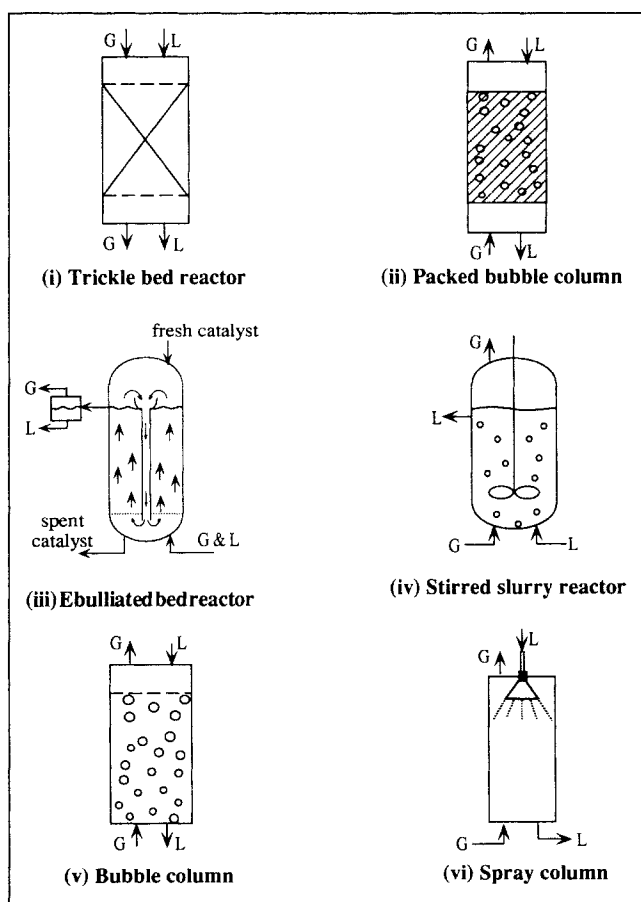 G L
G L
(i) Trickle bed reactor
G L
G L
(ii) Packed bubble column
fresh catalyst
G
L
spent
catalyst
G & L
(iii) Ebulliated bed reactor
G
L
G L
(iv) Stirred slurry reactor
G L
G L
(v) Bubble column
L
G
G L
(vi) Spray column